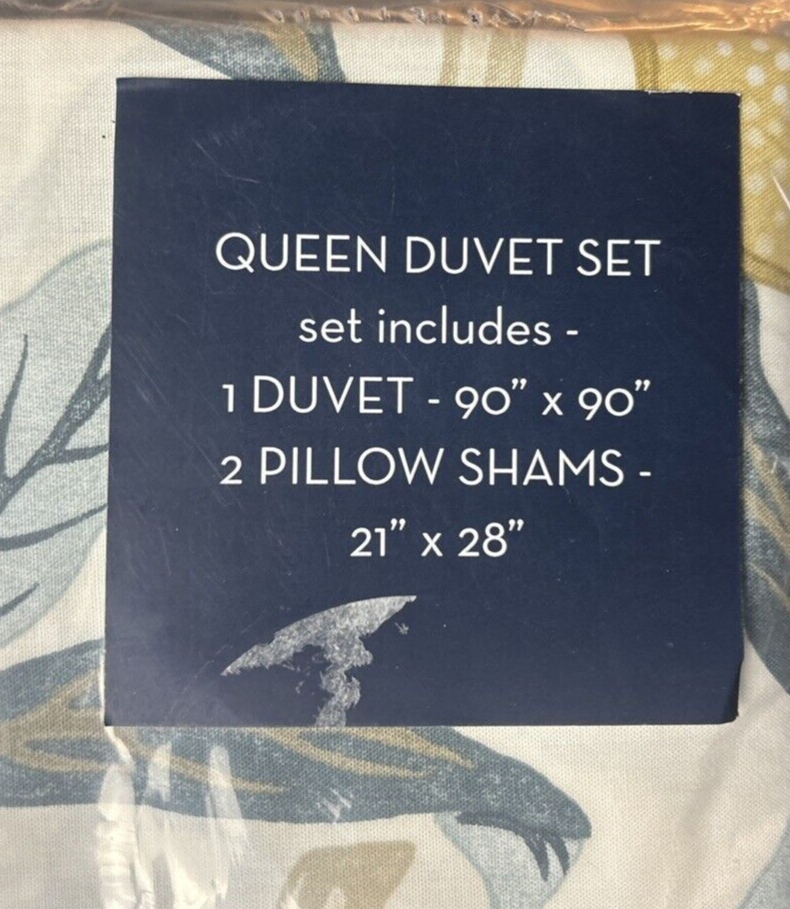 QUEEN DUVET SET
set includes -
1 DUVET - 90” x 90”
2 PILLOW SHAMS -
21” x 28”